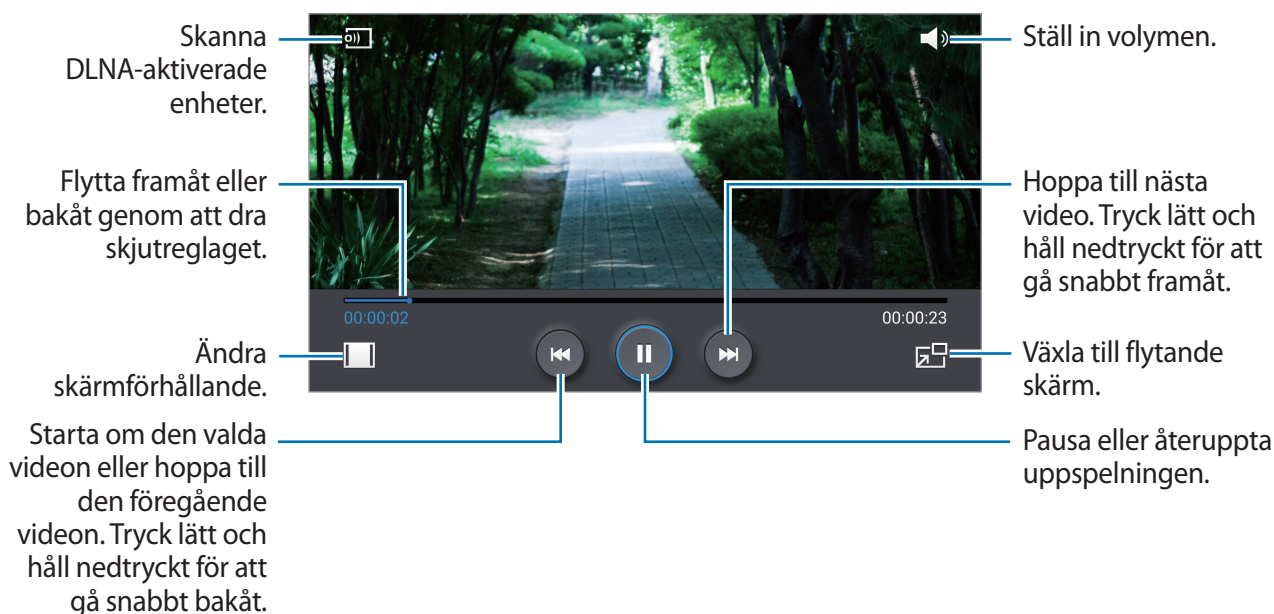 Skanna
DLNA-aktiverade
enheter.
Ställ in volymen.
Flytta framåt eller
bakåt genom att dra
skjutreglaget.
Hoppa till nästa
video. Tryck lätt och
håll nedtryckt för att
gå snabbt framåt.
00:00:02
00:00:23
Ändra
skärmförhållande.
Växla till flytande
skärm.
Starta om den valda
videon eller hoppa till
den föregående
videon. Tryck lätt och
håll nedtryckt för att
gå snabbt bakåt.
Pausa eller återuppta
uppspelningen.